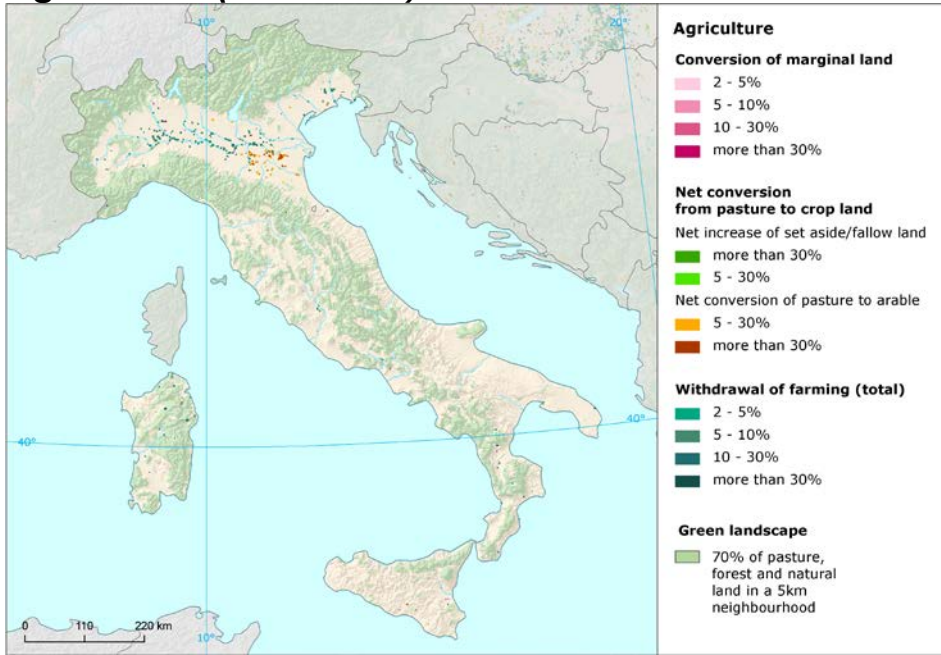 10°
20°
40°
40°
10°
0 110 220 km
Agriculture
Conversion of marginal land
2 - 5%
5 - 10%
10 - 30%
more than 30%
Net conversion
from pasture to crop land
Net increase of set aside/fallow land
more than 30%
5 - 30%
Net conversion of pasture to arable
5 - 30%
more than 30%
Withdrawal of farming (total)
2 - 5%
5 - 10%
10 - 30%
more than 30%
Green landscape
70% of pasture,
forest and natural
land in a 5km
neighbourhood